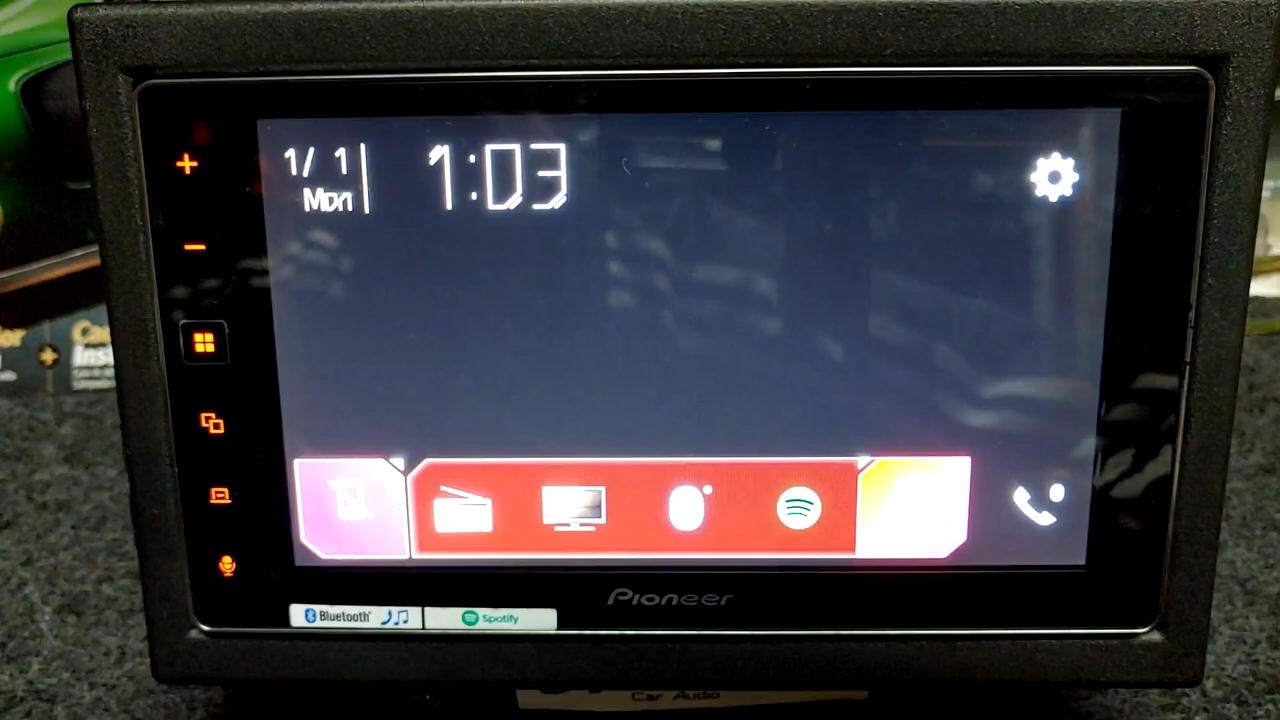 1/ 1
Mon
1:03
Pioneer
Bluetooth
Spotify
Car Audio